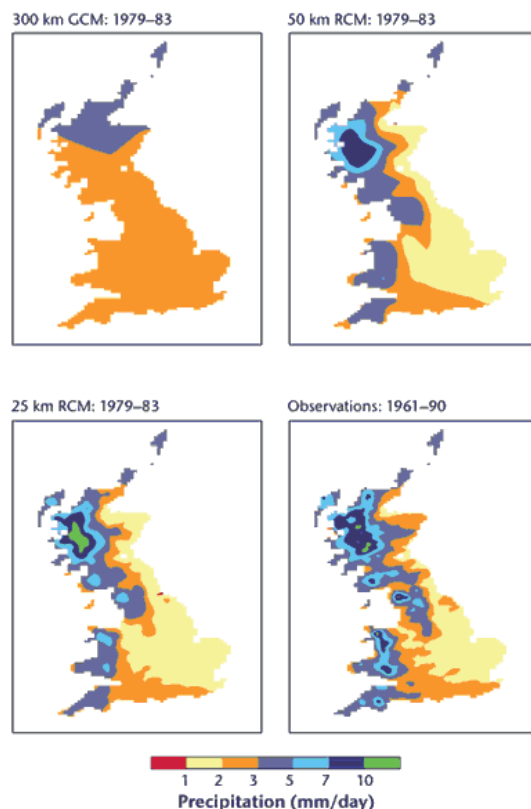 300 km GCM: 1979–83
50 km RCM: 1979–83
25 km RCM: 1979–83
Observations: 1961–90
1 2 3 5 7 10
Precipitation (mm/day)